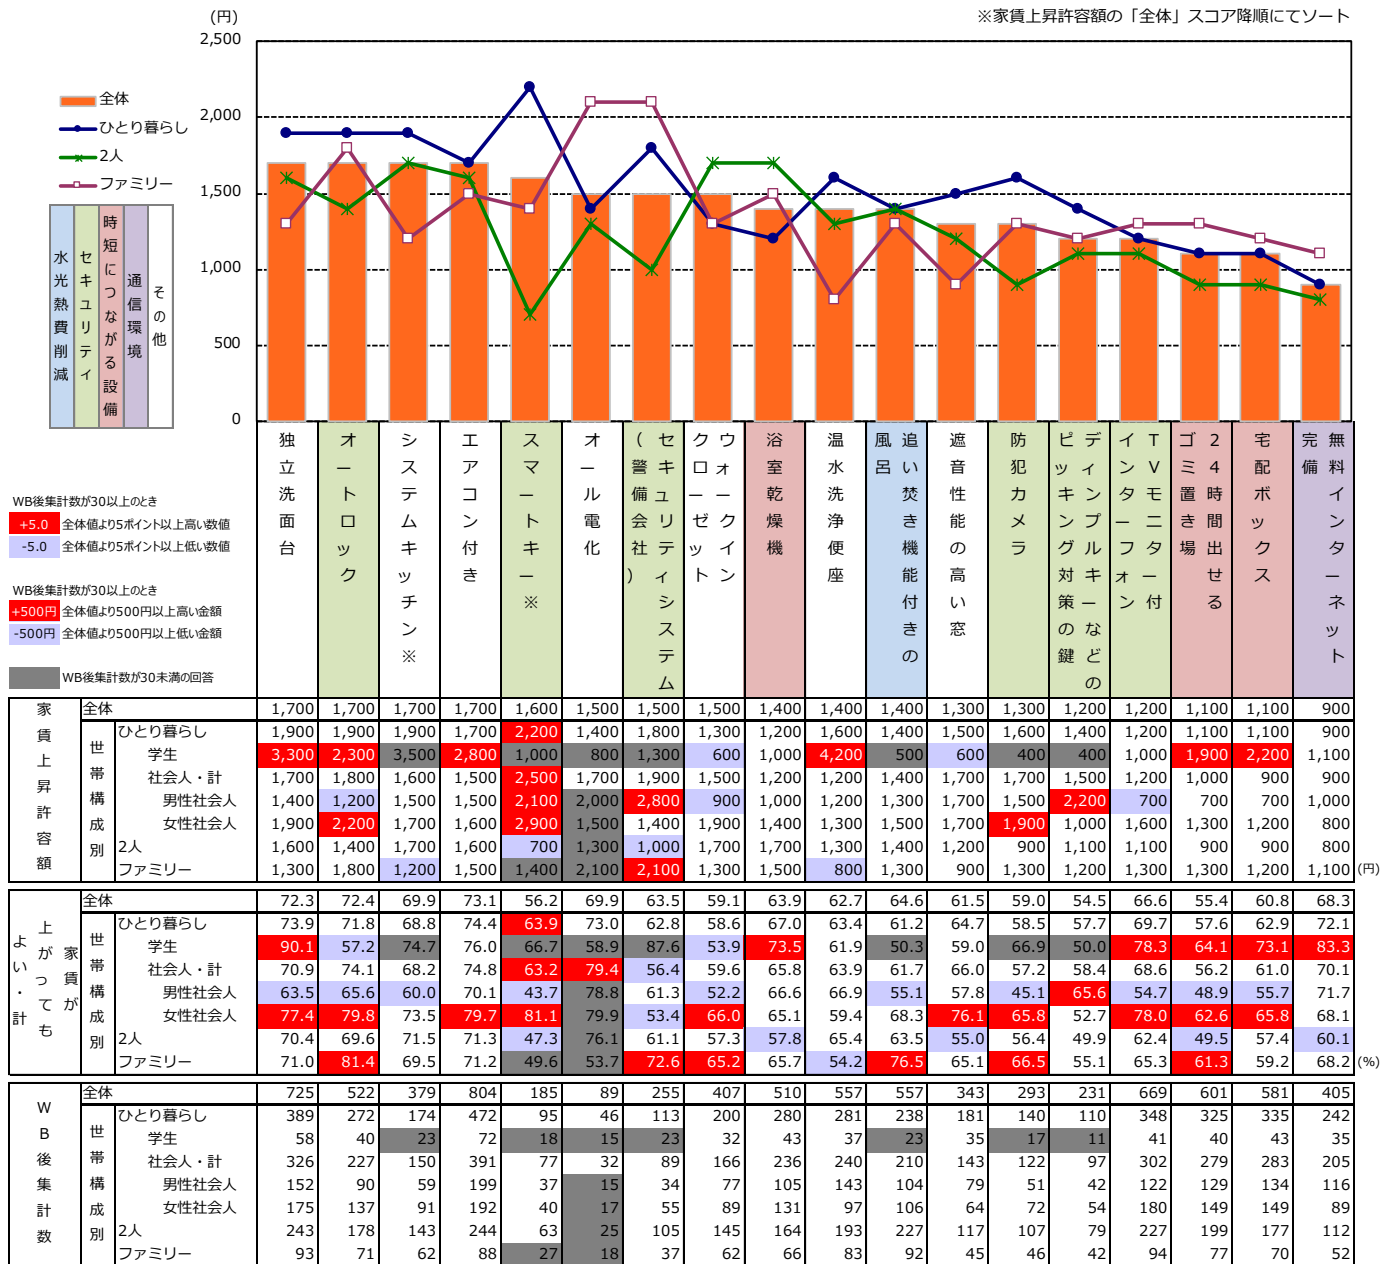 (円)
※家賃上昇許容額の「全体」スコア降順にてソート
2,500
2,000
1,500
1,000
500
0
全体
ひとり暮らし
2人
ファミリー
水光熱費削減
セキュリティ
時短につながる設備
通信環境
その他
独立洗面台
オートロック
システムキッチン※
エアコン付き
スマートキー※
オール電化
セキュリティシステム
(警備会社)
ウォークイン
クローゼット
浴室乾燥機
温水洗浄便座
追い焚き機能付きの
風呂
遮音性能の高い窓
防犯カメラ
ディンプルキーなどの
ピッキング対策の鍵
TVモニター付
インターフォン
24時間出せる
ゴミ置き場
宅配ボックス
無料インターネット
完備
WB後集計数が30以上のとき
+5.0 全体値より5ポイント以上高い数値
-5.0 全体値より5ポイント以上低い数値
WB後集計数が30以上のとき
+500円 全体値より500円以上高い金額
-500円 全体値より500円以上低い金額
WB後集計数が30未満の回答
家賃上昇許容額
世帯構成別
全体 1,700 1,700 1,700 1,700 1,600 1,500 1,500 1,500 1,400 1,400 1,400 1,300 1,300 1,200 1,200 1,100 1,100 900
ひとり暮らし 1,900 1,900 1,900 1,700 2,200 1,400 1,800 1,300 1,200 1,600 1,400 1,500 1,600 1,400 1,200 1,100 1,100 900
学生 3,300 2,300 3,500 2,800 1,000 800 1,300 600 1,000 4,200 500 600 400 400 1,000 1,900 2,200 1,100
社会人・計 1,700 1,800 1,600 1,500 2,500 1,700 1,900 1,500 1,200 1,200 1,400 1,700 1,700 1,500 1,200 1,000 900 900
男性社会人 1,400 1,200 1,500 1,500 2,100 2,000 2,800 900 1,000 1,200 1,300 1,700 1,500 2,200 700 700 700 1,000
女性社会人 1,900 2,200 1,700 1,600 2,900 1,500 1,400 1,900 1,400 1,300 1,500 1,700 1,900 1,000 1,600 1,300 1,200 800
2人 1,600 1,400 1,700 1,600 700 1,300 1,000 1,700 1,700 1,300 1,400 1,200 900 1,100 1,100 900 900 800
ファミリー 1,300 1,800 1,200 1,500 1,400 2,100 2,100 1,300 1,500 800 1,300 900 1,300 1,200 1,300 1,300 1,200 1,100 (円)
家賃が上がってもよい・計
世帯構成別
全体 72.3 72.4 69.9 73.1 56.2 69.9 63.5 59.1 63.9 62.7 64.6 61.5 59.0 54.5 66.6 55.4 60.8 68.3
ひとり暮らし 73.9 71.8 68.8 74.4 63.9 73.0 62.8 58.6 67.0 63.4 61.2 64.7 58.5 57.7 69.7 57.6 62.9 72.1
学生 90.1 57.2 74.7 76.0 66.7 58.9 87.6 53.9 73.5 61.9 50.3 59.0 66.9 50.0 78.3 64.1 73.1 83.3
社会人・計 70.9 74.1 68.2 74.8 63.2 79.4 56.4 59.6 65.8 63.9 61.7 66.0 57.2 58.4 68.6 56.2 61.0 70.1
男性社会人 63.5 65.6 60.0 70.1 43.7 78.8 61.3 52.2 66.6 66.9 55.1 57.8 45.1 65.6 54.7 48.9 55.7 71.7
女性社会人 77.4 79.8 73.5 79.7 81.1 79.9 53.4 66.0 65.1 59.4 68.3 76.1 65.8 52.7 78.0 62.6 65.8 68.1
2人 70.4 69.6 71.5 71.3 47.3 76.1 61.1 57.3 57.8 65.4 63.5 55.0 56.4 49.9 62.4 49.5 57.4 60.1
ファミリー 71.0 81.4 69.5 71.2 49.6 53.7 72.6 65.2 65.7 54.2 76.5 65.1 66.5 55.1 65.3 61.3 59.2 68.2 (%)
WB後集計数
世帯構成別
全体 725 522 379 804 185 89 255 407 510 557 557 343 293 231 669 601 581 405
ひとり暮らし 389 272 174 472 95 46 113 200 280 281 238 181 140 110 348 325 335 242
学生 58 40 23 72 18 15 23 32 43 37 23 35 17 11 41 40 43 35
社会人・計 326 227 150 391 77 32 89 166 236 240 210 143 122 97 302 279 283 205
男性社会人 152 90 59 199 37 15 34 77 105 143 104 79 51 42 122 129 134 116
女性社会人 175 137 91 192 40 17 55 89 131 97 106 64 72 54 180 149 149 89
2人 243 178 143 244 63 25 105 145 164 193 227 117 107 79 227 199 177 112
ファミリー 93 71 62 88 27 18 37 62 66 83 92 45 46 42 94 77 70 52